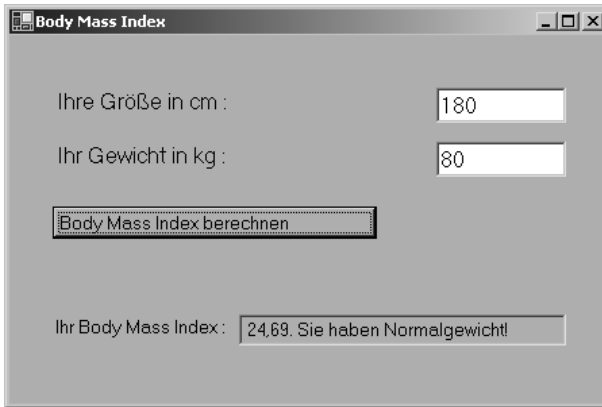 Body Mass Index
Ihre Größe in cm :
180
Ihr Gewicht in kg :
80
Body Mass Index berechnen
Ihr Body Mass Index :
24,69. Sie haben Normalgewicht!